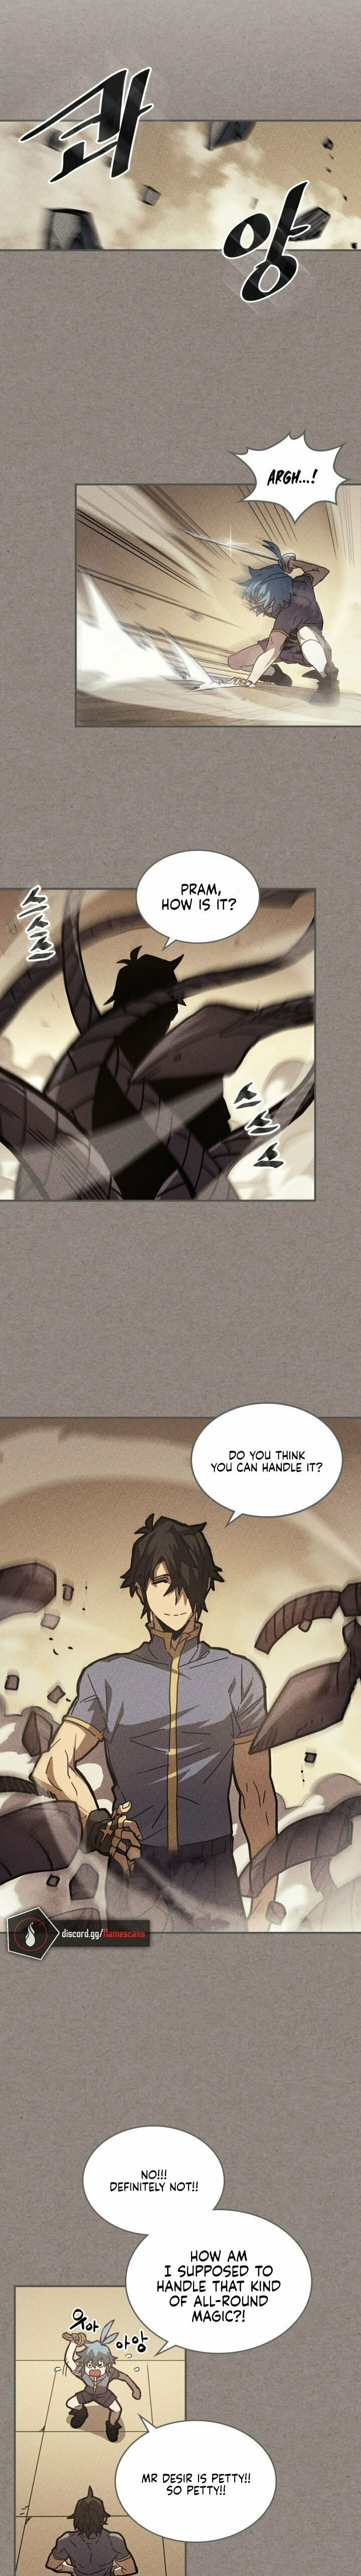 콰
앙
ARGH...!
PRAM,
HOW IS IT?
스스스
스스스
DO YOU THINK
YOU CAN HANDLE IT?
discord.gg/flamescans
NO!!!
DEFINITELY NOT!!
HOW AM
I SUPPOSED TO
HANDLE THAT KIND
OF ALL-ROUND
MAGIC?!
우아
아앙
MR DESIR IS PETTY!!
SO PETTY!!